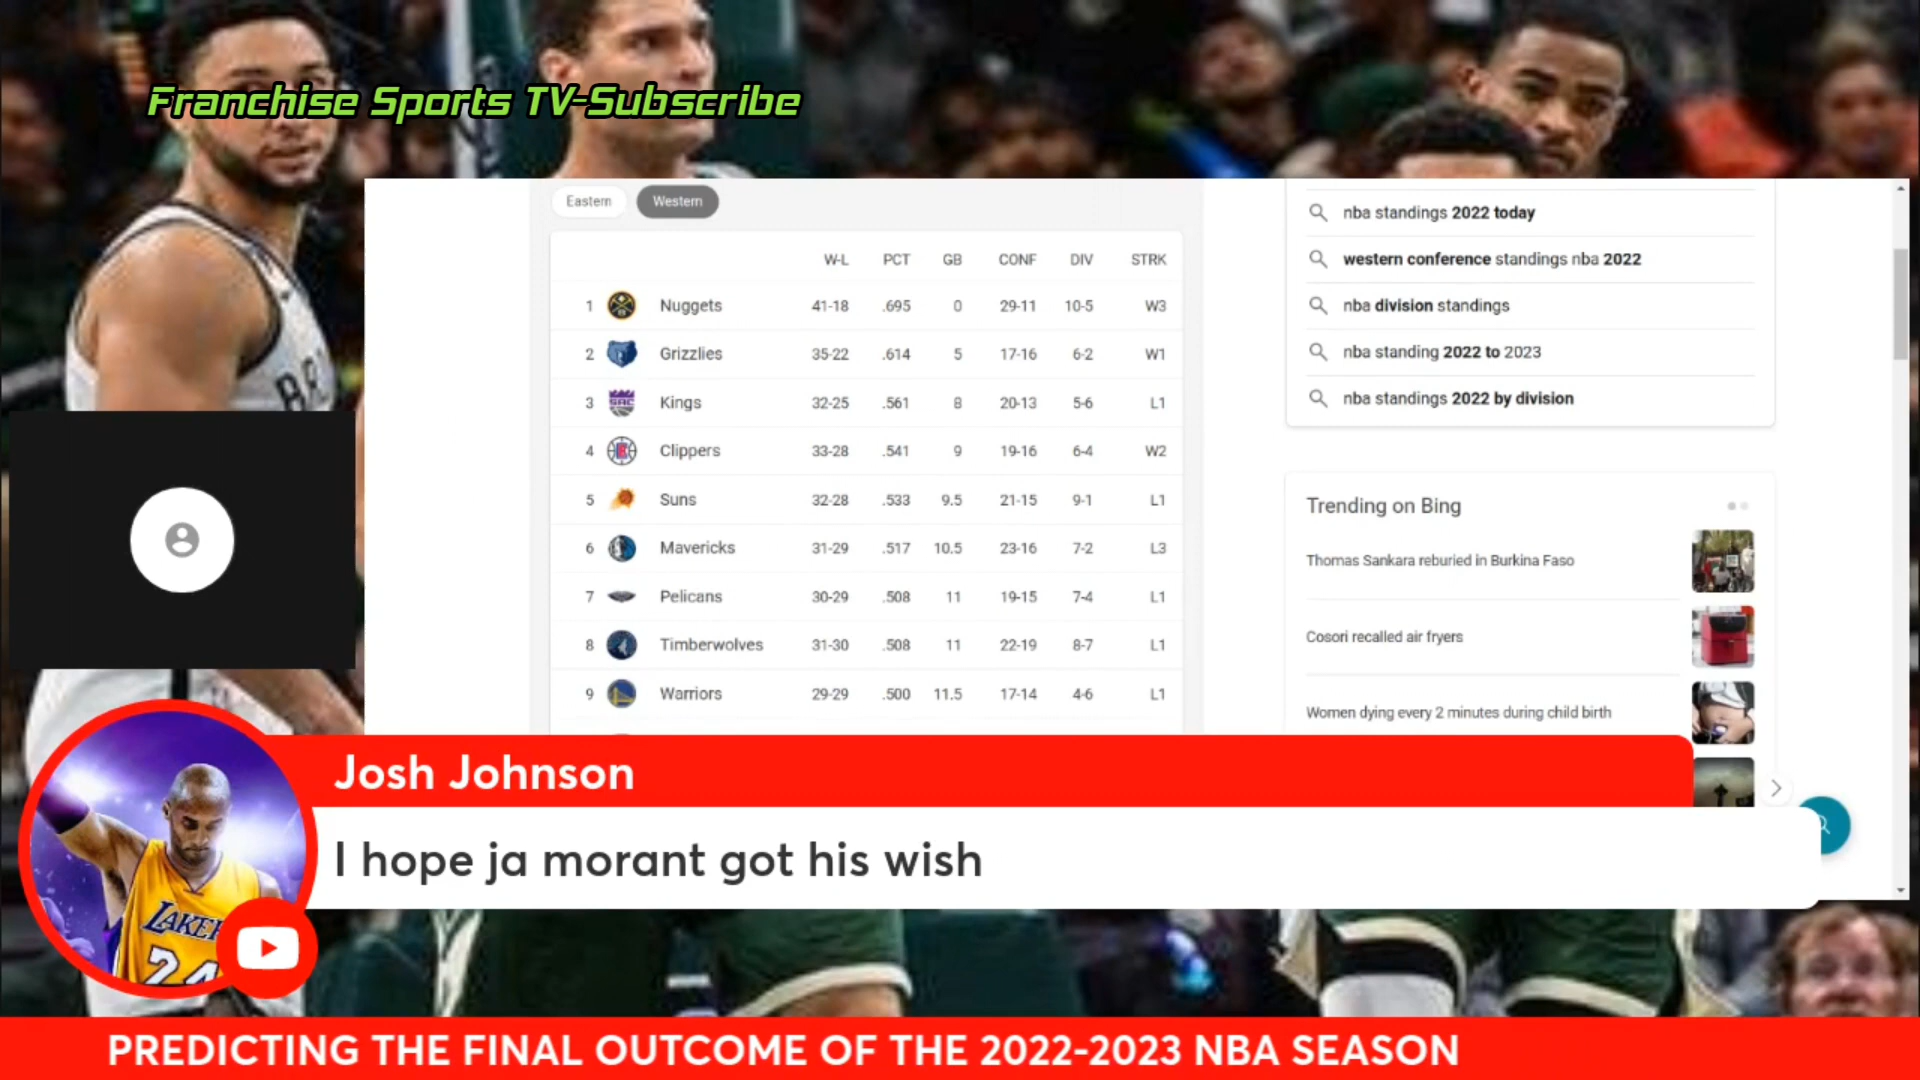 Franchise Sports TV-Subscribe
Eastern Western
W-L PCT GB CONF DIV STRK
1 Nuggets 41-18 .695 0 29-11 10-5 W3
2 Grizzlies 35-22 .614 5 17-16 6-2 W1
3 Kings 32-25 .561 8 20-13 5-6 L1
4 Clippers 33-28 .541 9 19-16 6-4 W2
5 Suns 32-28 .533 9.5 21-15 9-1 L1
6 Mavericks 31-29 .517 10.5 23-16 7-2 L3
7 Pelicans 30-29 .508 11 19-15 7-4 L1
8 Timberwolves 31-30 .508 11 22-19 8-7 L1
9 Warriors 29-29 .500 11.5 17-14 4-6 L1
nba standings 2022 today
western conference standings nba 2022
nba division standings
nba standing 2022 to 2023
nba standings 2022 by division
Trending on Bing
Thomas Sankara reburied in Burkina Faso
Cosori recalled air fryers
Women dying every 2 minutes during child birth
Josh Johnson
I hope ja morant got his wish
LAKE
24
PREDICTING THE FINAL OUTCOME OF THE 2022-2023 NBA SEASON